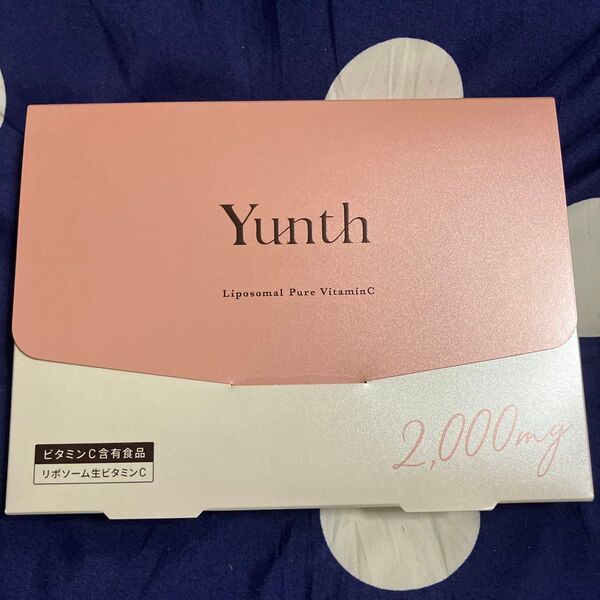 Yunth
Liposomal Pure VitaminC
2,000mg
ビタミンC含有食品
リポソーム生ビタミンC